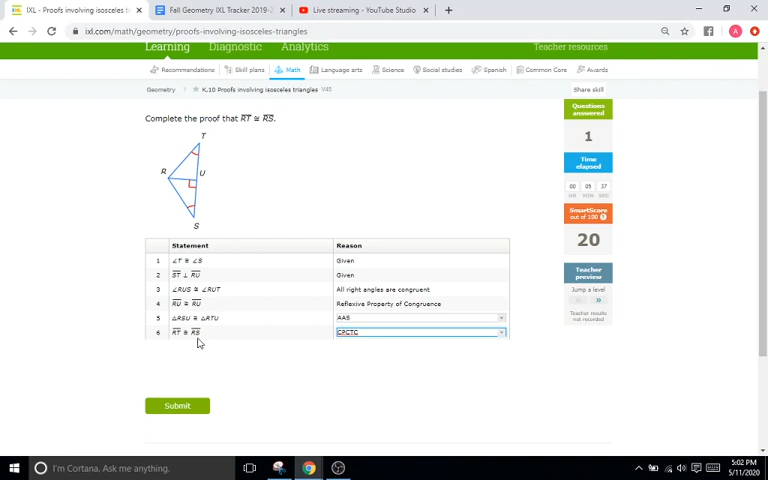 IXL - Proofs involving isosceles t
Fall Geometry IXL Tracker 2019-2
Live streaming - YouTube Studio
ixl.com/math/geometry/proofs-involving-isosceles-triangles
Learning Diagnostic Analytics Teacher resources
Recommendations Skill plans Math Language arts Science Social studies Spanish Common Core Awards
Geometry K.10 Proofs involving isosceles triangles V45
Share skill
Complete the proof that RT ≅ RS.
Questions answered
1
Time elapsed
00 05 37
HR MIN SEC
SmartScore out of 100 ?
20
Teacher preview
Jump a level
Teacher results not recorded
T
R U
S
Statement Reason
1 ∠T ≅ ∠S Given
2 ST ⊥ RU Given
3 ∠RUS ≅ ∠RUT All right angles are congruent
4 RU ≅ RU Reflexive Property of Congruence
5 △RSU ≅ △RTU AAS
6 RT ≅ RS CPCTC
Submit
I'm Cortana. Ask me anything.
5:02 PM
5/11/2020